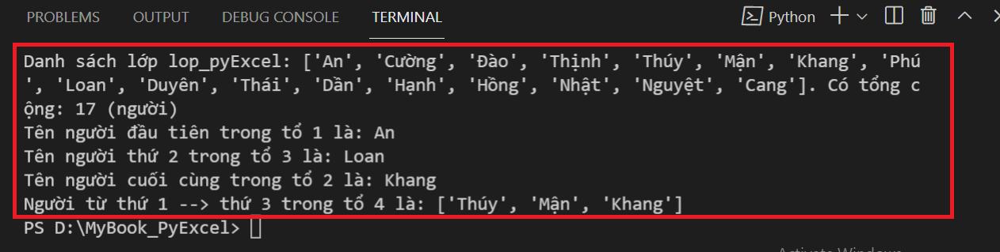 PROBLEMS OUTPUT DEBUG CONSOLE TERMINAL Python
Danh sách lớp lop_pyExcel: ['An', 'Cường', 'Đào', 'Thịnh', 'Thúy', 'Mận', 'Khang', 'Phú
', 'Loan', 'Duyên', 'Thái', 'Dần', 'Hạnh', 'Hồng', 'Nhật', 'Nguyệt', 'Cang']. Có tổng c
ộng: 17 (người)
Tên người đầu tiên trong tổ 1 là: An
Tên người thứ 2 trong tổ 3 là: Loan
Tên người cuối cùng trong tổ 2 là: Khang
Người từ thứ 1 --> thứ 3 trong tổ 4 là: ['Thúy', 'Mận', 'Khang']
PS D:\MyBook_PyExcel>
Activate Windows